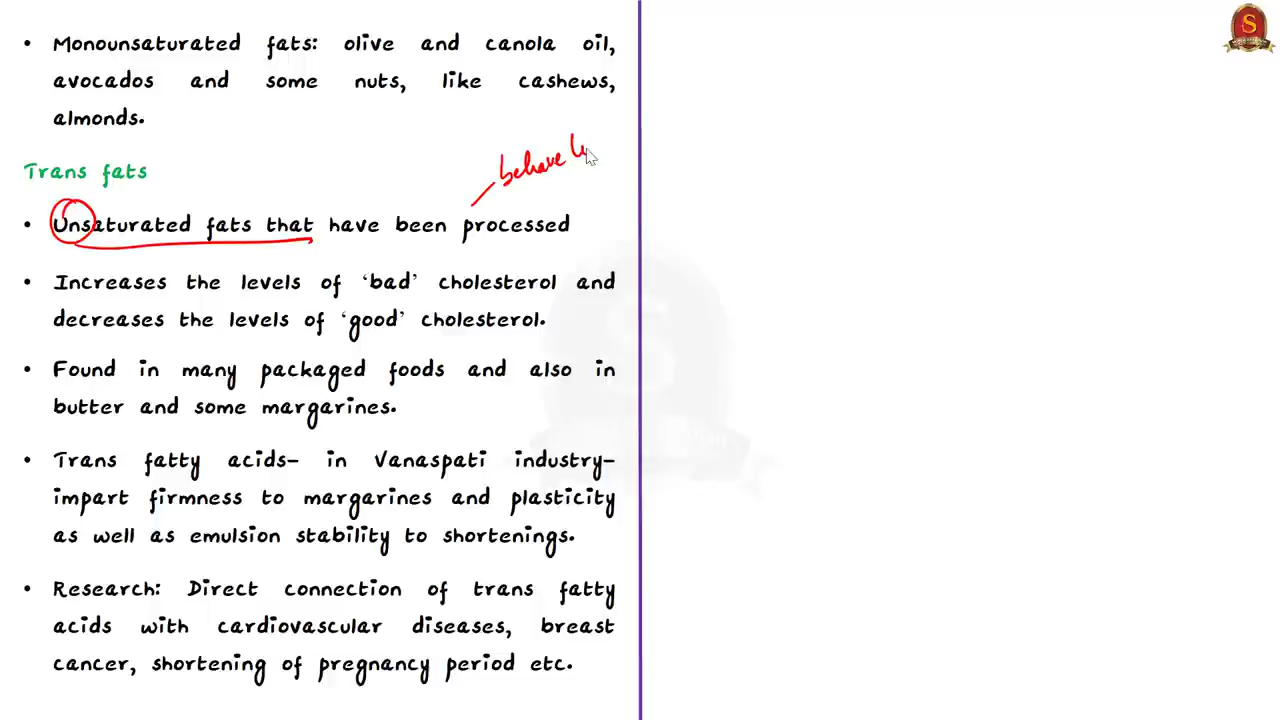 • Monounsaturated fats: olive and canola oil,
avocados and some nuts, like cashews,
almonds.
behave
Trans fats
• Unsaturated fats that have been processed
• Increases the levels of ‘bad’ cholesterol and
decreases the levels of ‘good’ cholesterol.
• Found in many packaged foods and also in
butter and some margarines.
• Trans fatty acids- in Vanaspati industry-
impart firmness to margarines and plasticity
as well as emulsion stability to shortenings.
• Research: Direct connection of trans fatty
acids with cardiovascular diseases, breast
cancer, shortening of pregnancy period etc.
S